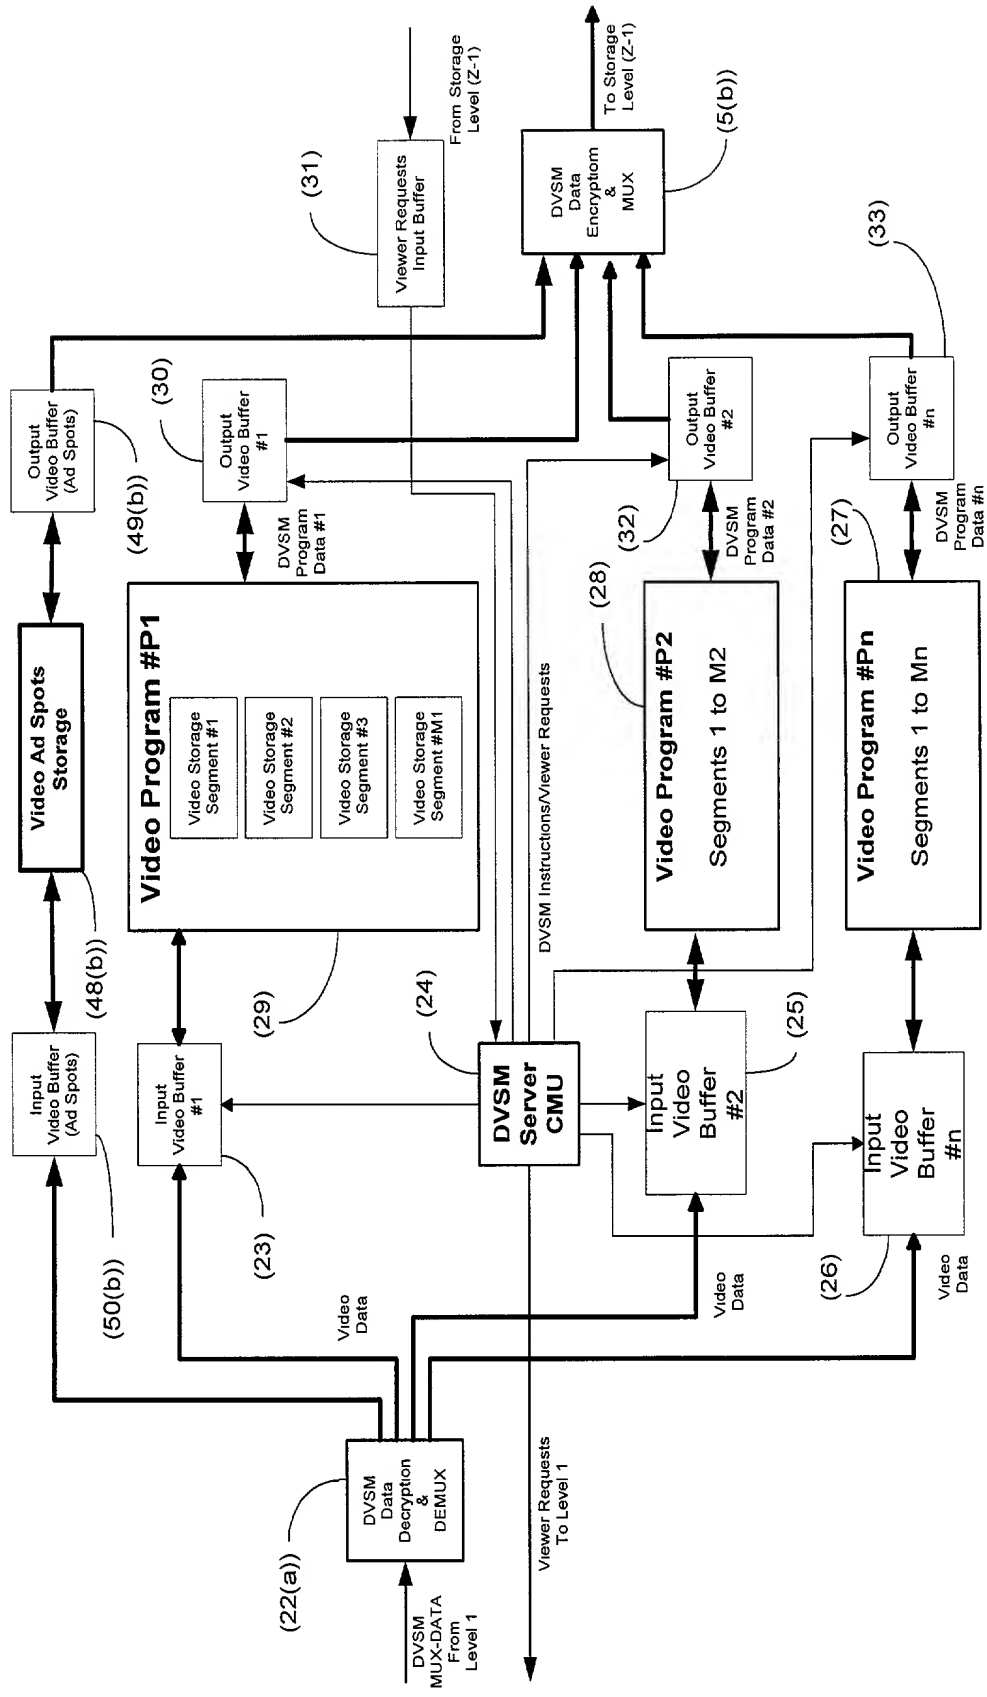 DVSM
MUX-DATA
From
Level 1
(22(a))
DVSM
Data
Decryption
&
DEMUX
Viewer Requests
To Level 1
Video
Data
Video
Data
Video
Data
(50(b))
Input
Video Buffer
(Ad Spots)
(48(b))
Video Ad Spots
Storage
(49(b))
Output
Video Buffer
(Ad Spots)
(23)
Input
Video Buffer
#1
(29)
Video Program #P1
Video Storage
Segment #1
Video Storage
Segment #2
Video Storage
Segment #3
Video Storage
Segment #M1
DVSM
Program
Data #1
(30)
Output
Video Buffer
#1
(31)
Viewer Requests
Input Buffer
From Storage
Level (Z-1)
(24)
DVSM
Server
CMU
DVSM Instructions/Viewer Requests
DVSM
Data
Encryptiom
&
MUX
To Storage
Level (Z-1)
(5(b))
Input
Video
Buffer
#2
(25)
(28)
Video Program #P2
Segments 1 to M2
DVSM
Program
Data #2
(32)
Output
Video Buffer
#2
(26)
Input
Video
Buffer
#n
(27)
Video Program #Pn
Segments 1 to Mn
DVSM
Program
Data #n
Output
Video Buffer
#n
(33)